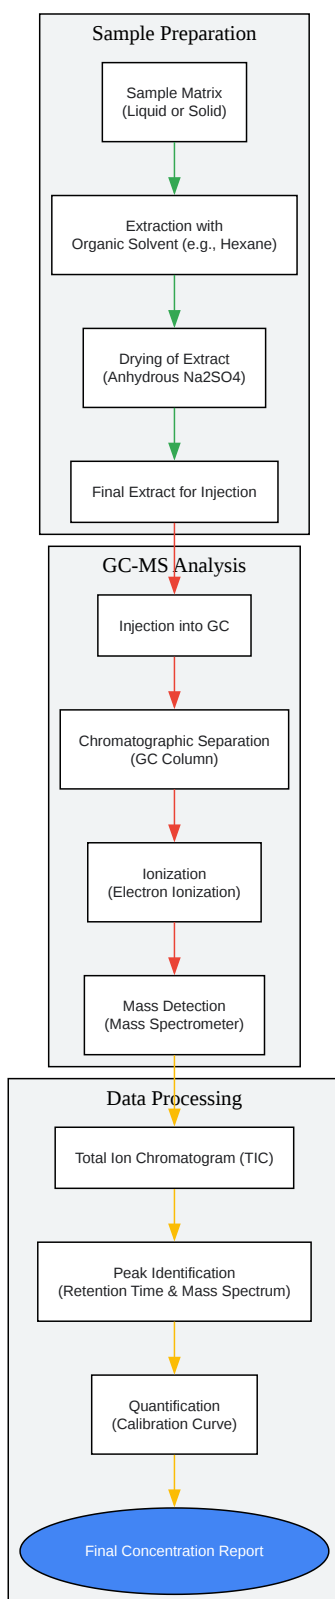 Sample Preparation
Sample Matrix
(Liquid or Solid)
Extraction with
Organic Solvent (e.g., Hexane)
Drying of Extract
(Anhydrous Na2SO4)
Final Extract for Injection
GC-MS Analysis
Injection into GC
Chromatographic Separation
(GC Column)
Ionization
(Electron Ionization)
Mass Detection
(Mass Spectrometer)
Data Processing
Total Ion Chromatogram (TIC)
Peak Identification
(Retention Time & Mass Spectrum)
Quantification
(Calibration Curve)
Final Concentration Report